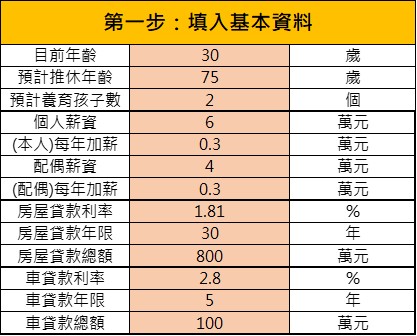 第一步：填入基本資料
目前年齡 30 歲
預計推休年齡 75 歲
預計養育孩子數 2 個
個人薪資 6 萬元
(本人)每年加薪 0.3 萬元
配偶薪資 4 萬元
(配偶)每年加薪 0.3 萬元
房屋貸款利率 1.81 %
房屋貸款年限 30 年
房屋貸款總額 800 萬元
車貸款利率 2.8 %
車貸款年限 5 年
車貸款總額 100 萬元